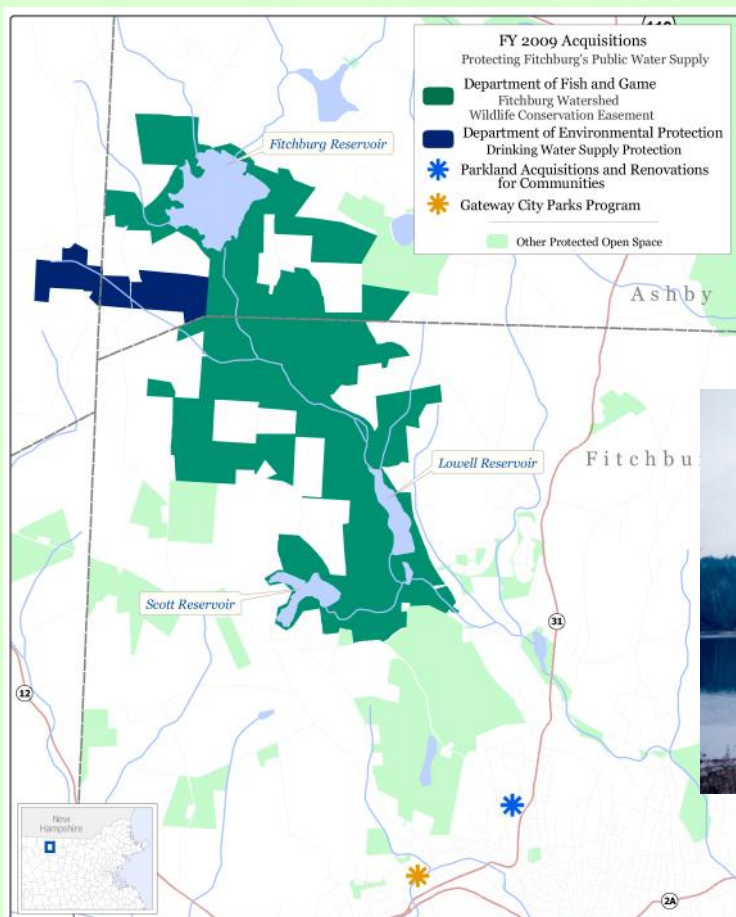 FY 2009 Acquisitions
Protecting Fitchburg's Public Water Supply
Department of Fish and Game
Fitchburg Watershed
Wildlife Conservation Easement
Department of Environmental Protection
Drinking Water Supply Protection
Parkland Acquisitions and Renovations
for Communities
Gateway City Parks Program
Other Protected Open Space
Fitchburg Reservoir
Ashby
Lowell Reservoir
Scott Reservoir
31
12
New
Hampshire
2A